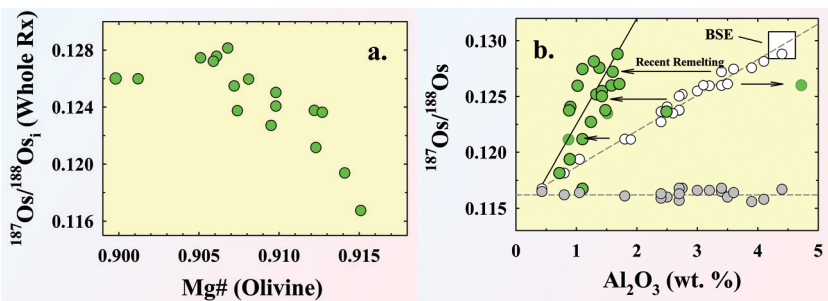 a.
0.128
0.124
0.120
0.116
¹⁸⁷Os/¹⁸⁸Osᵢ (Whole Rx)
0.900 0.905 0.910 0.915
Mg# (Olivine)
b.
BSE
Recent Remelting
0.130
0.125
0.120
0.115
¹⁸⁷Os/¹⁸⁸Os
0 1 2 3 4 5
Al₂O₃ (wt. %)